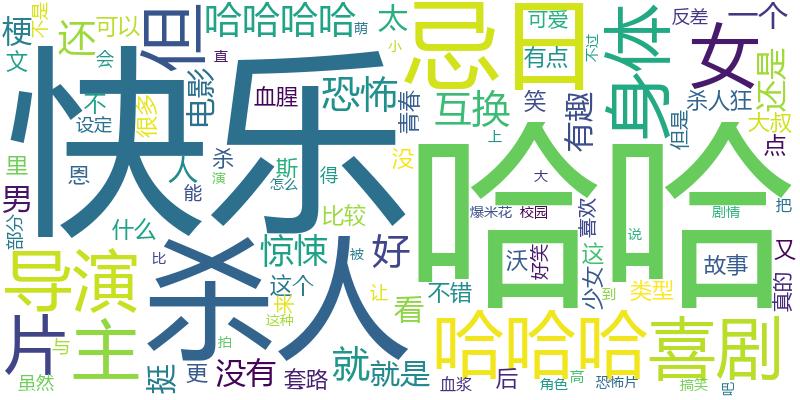 快乐
哈哈
杀人
忌日
身体
女
导演
主
喜剧
哈哈哈
哈哈哈哈
但
还
梗
文
不是
可以
会
萌
太
小
直
可爱
有点
不过
反差
一个
还是
杀人狂
但是
大叔
点
恐怖
电影
血腥
很多
不
设定
互换
青春
笑
有趣
没
上
里
恩
人
杀
能
演
斯
怎么
得
男
部分
什么
比较
比
惊悚
被
好
这个
来
这种
让
看
不错
沃
好笑
大
爆米花
校园
喜欢
这
少女
到
说
剧情
把
故事
又
真的
类型
片
与
虽然
挺
更
没有
套路
拍
就
就是
血浆
后
角色
高
恐怖片
搞笑
呢